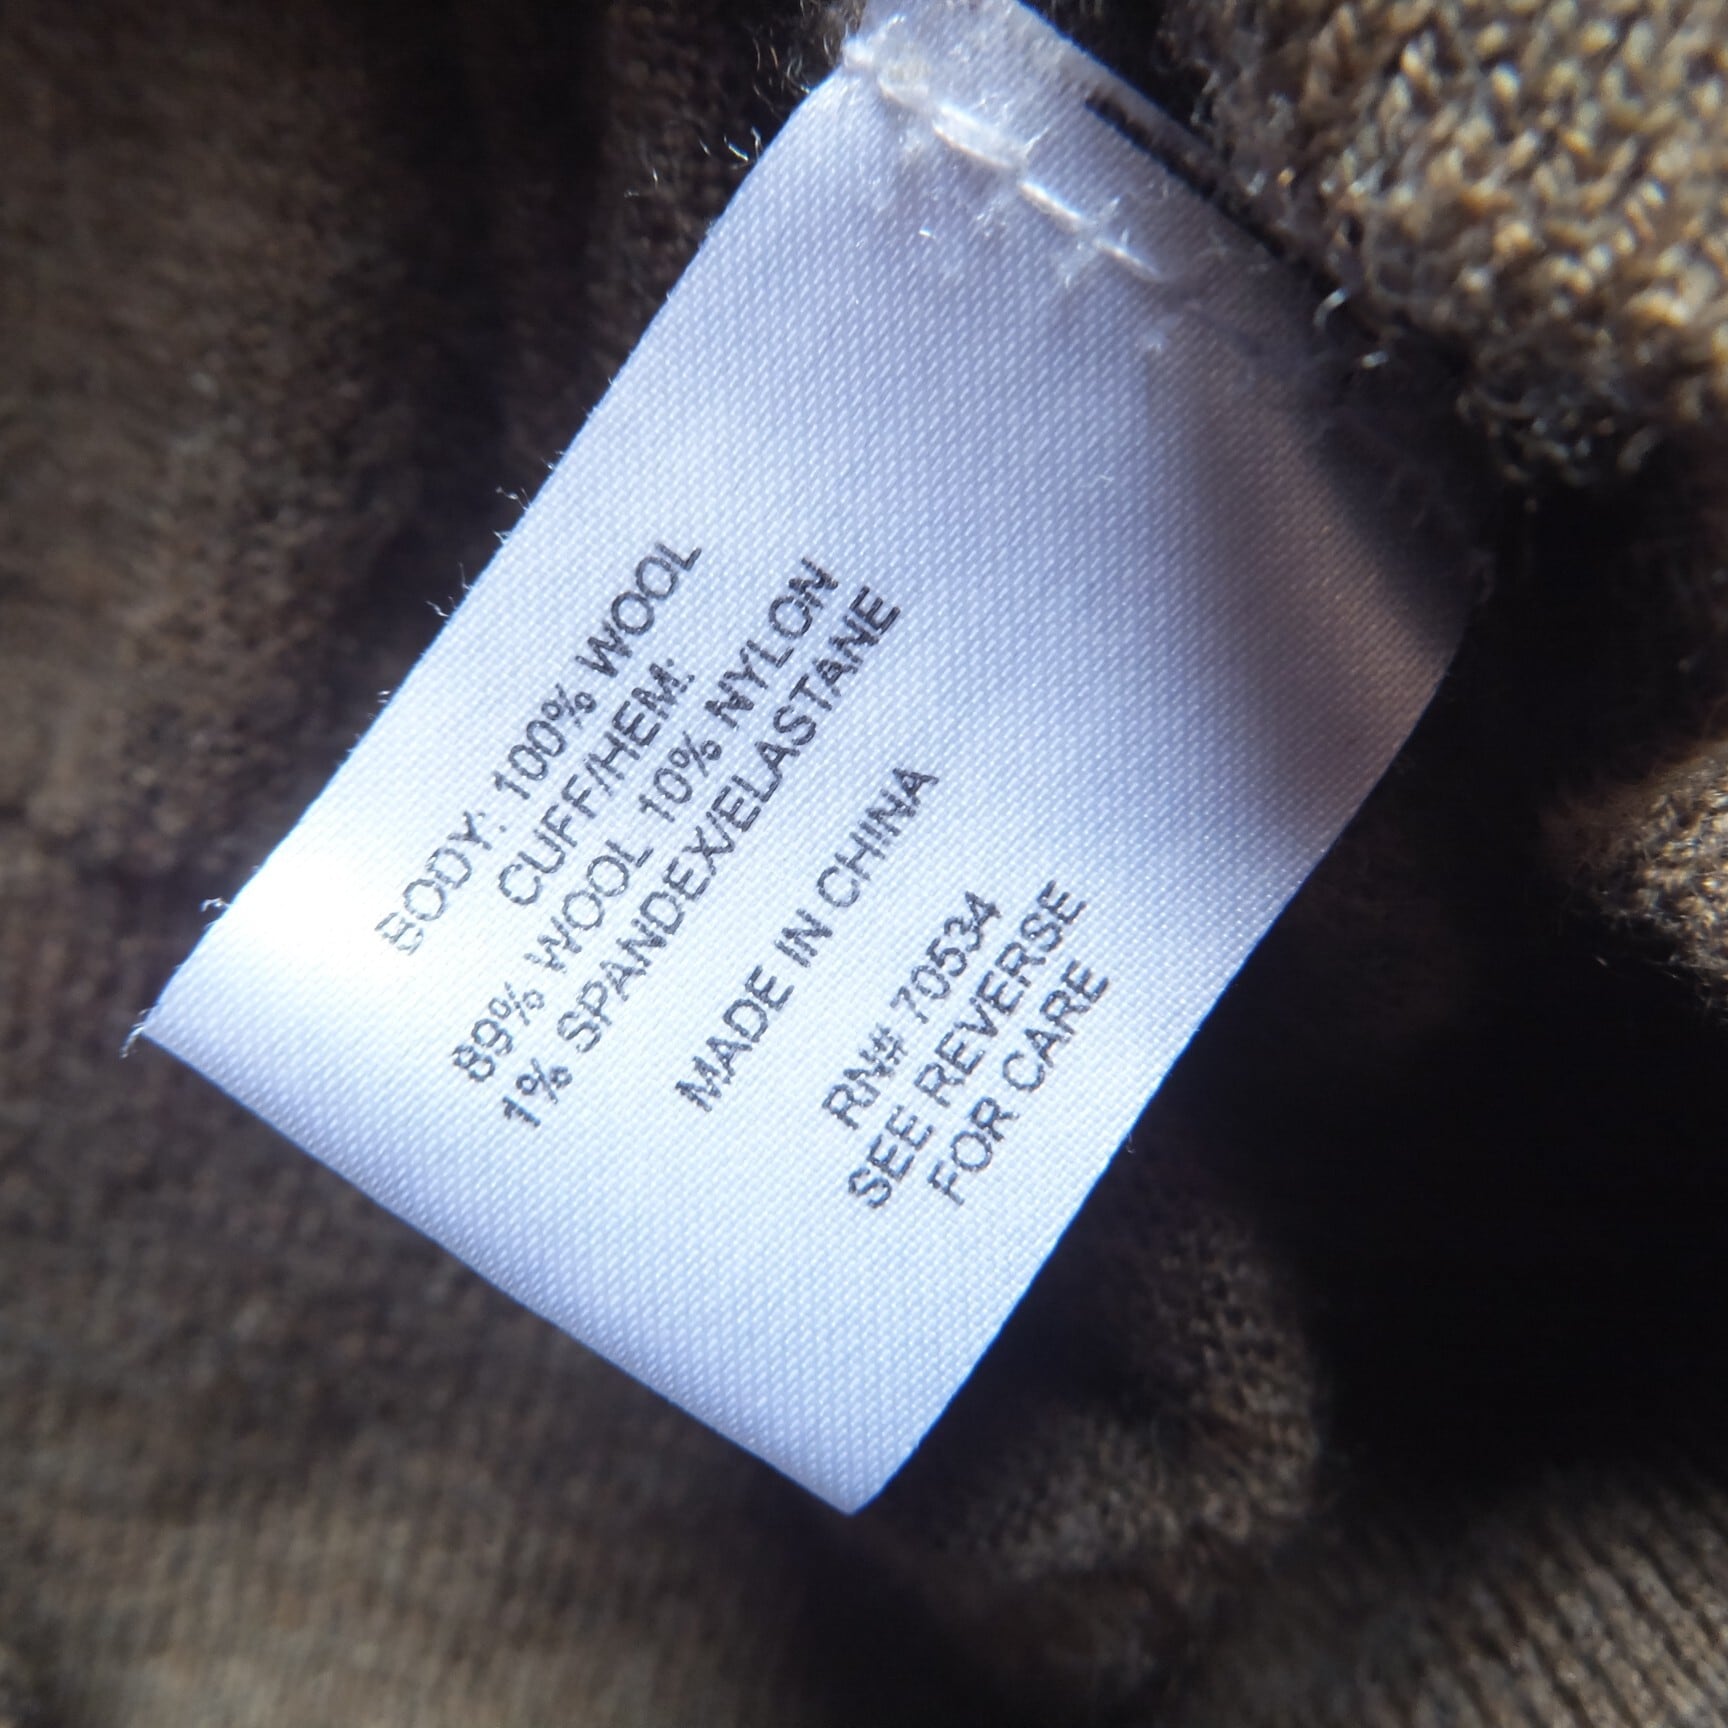 BODY: 100% WOOL
CUFF/HEM:
89% WOOL 10% NYLON
1% SPANDEX/ELASTANE
MADE IN CHINA
RN# 70534
SEE REVERSE
FOR CARE